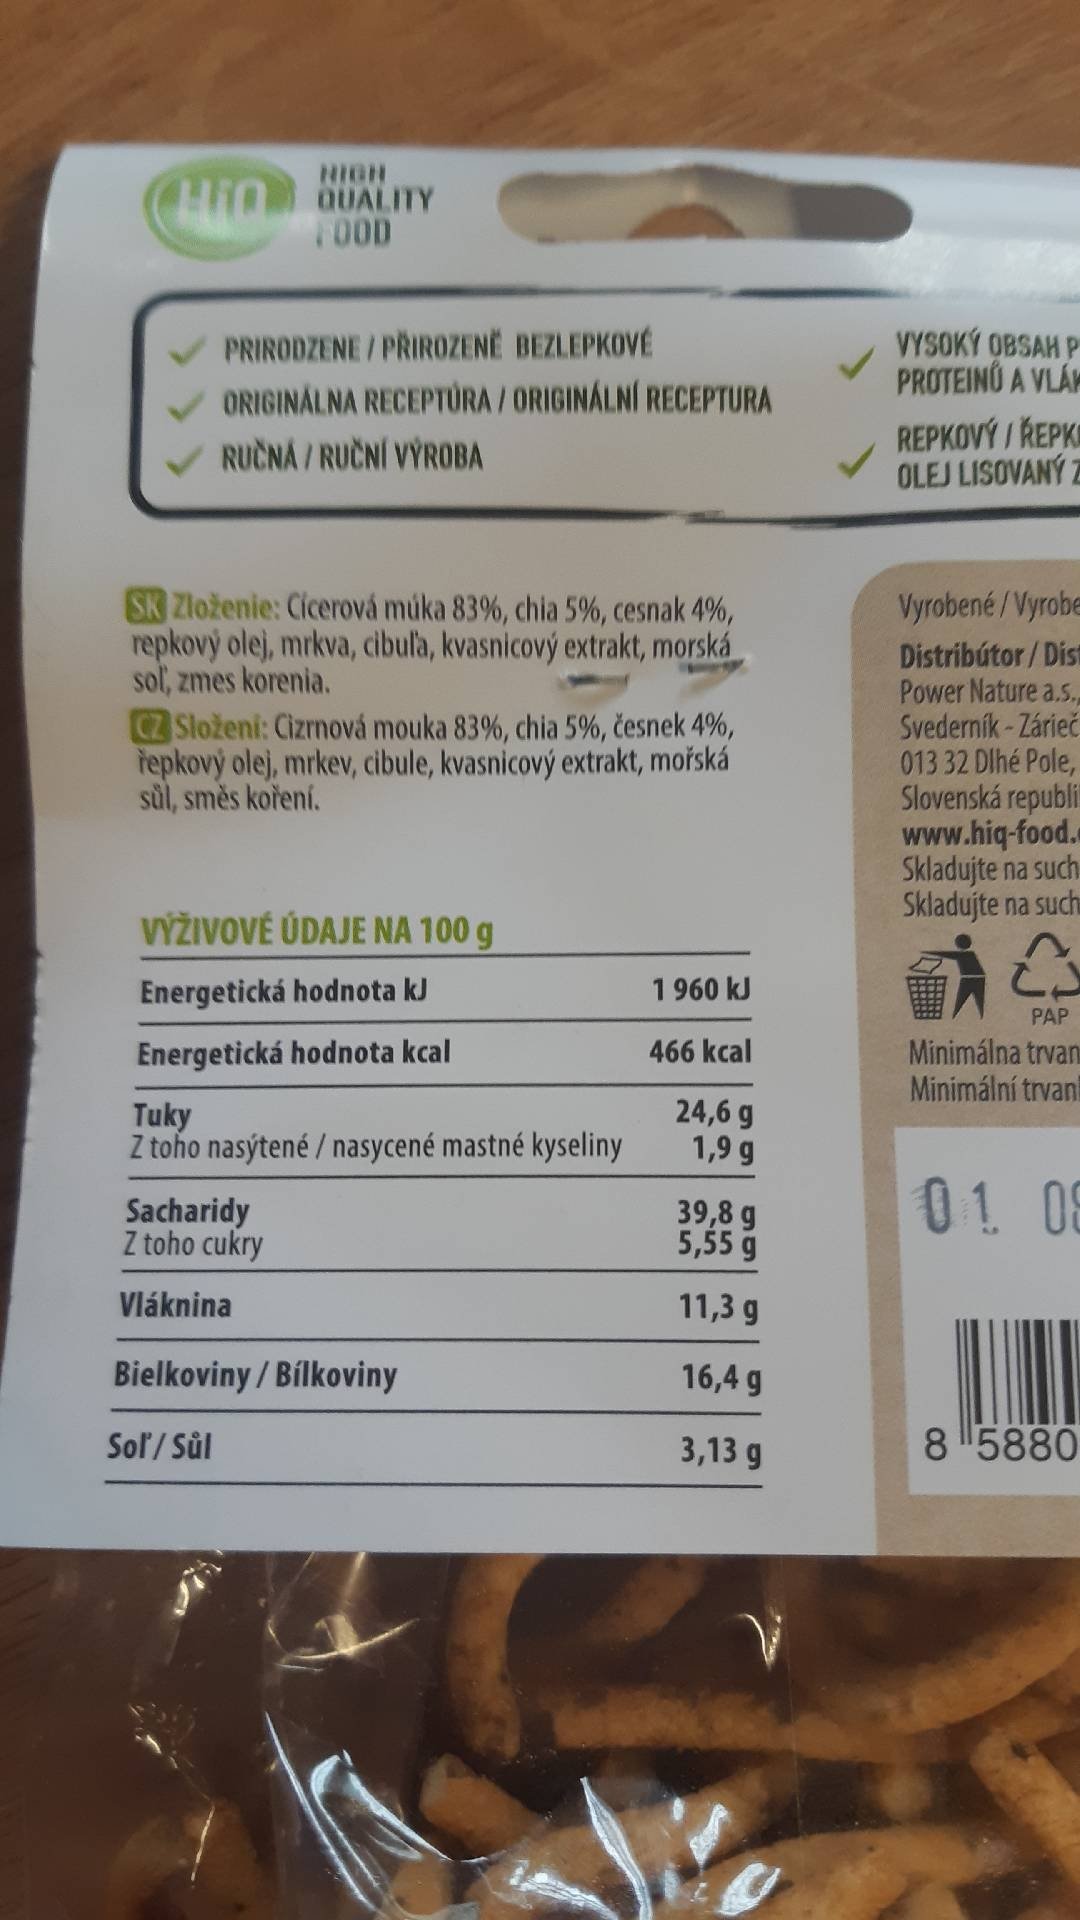 HiQ
HIGH
QUALITY
FOOD
PRIRODZENE / PŘIROZENĚ BEZLEPKOVÉ
ORIGINÁLNA RECEPTÚRA / ORIGINÁLNÍ RECEPTURA
RUČNÁ / RUČNÍ VÝROBA
VYSOKÝ OBSAH P
PROTEINŮ A VLÁK
REPKOVÝ / ŘEPK
OLEJ LISOVANÝ Z
SK Zloženie: Cícerová múka 83%, chia 5%, cesnak 4%,
repkový olej, mrkva, cibuľa, kvasnicový extrakt, morská
soľ, zmes korenia.
CZ Složení: Cizrnová mouka 83%, chia 5%, česnek 4%,
řepkový olej, mrkev, cibule, kvasnicový extrakt, mořská
sůl, směs koření.
VÝŽIVOVÉ ÚDAJE NA 100 g
Energetická hodnota kJ 1 960 kJ
Energetická hodnota kcal 466 kcal
Tuky 24,6 g
Z toho nasýtené / nasycené mastné kyseliny 1,9 g
Sacharidy 39,8 g
Z toho cukry 5,55 g
Vláknina 11,3 g
Bielkoviny / Bílkoviny 16,4 g
Soľ / Sůl 3,13 g
Vyrobené / Vyrobe
Distribútor / Dist
Power Nature a.s.,
Svederník - Zárieč
013 32 Dlhé Pole,
Slovenská republi
www.hiq-food.
Skladujte na such
Skladujte na such
PAP
Minimálna trvan
Minimální trvanl
01 0
8 5880